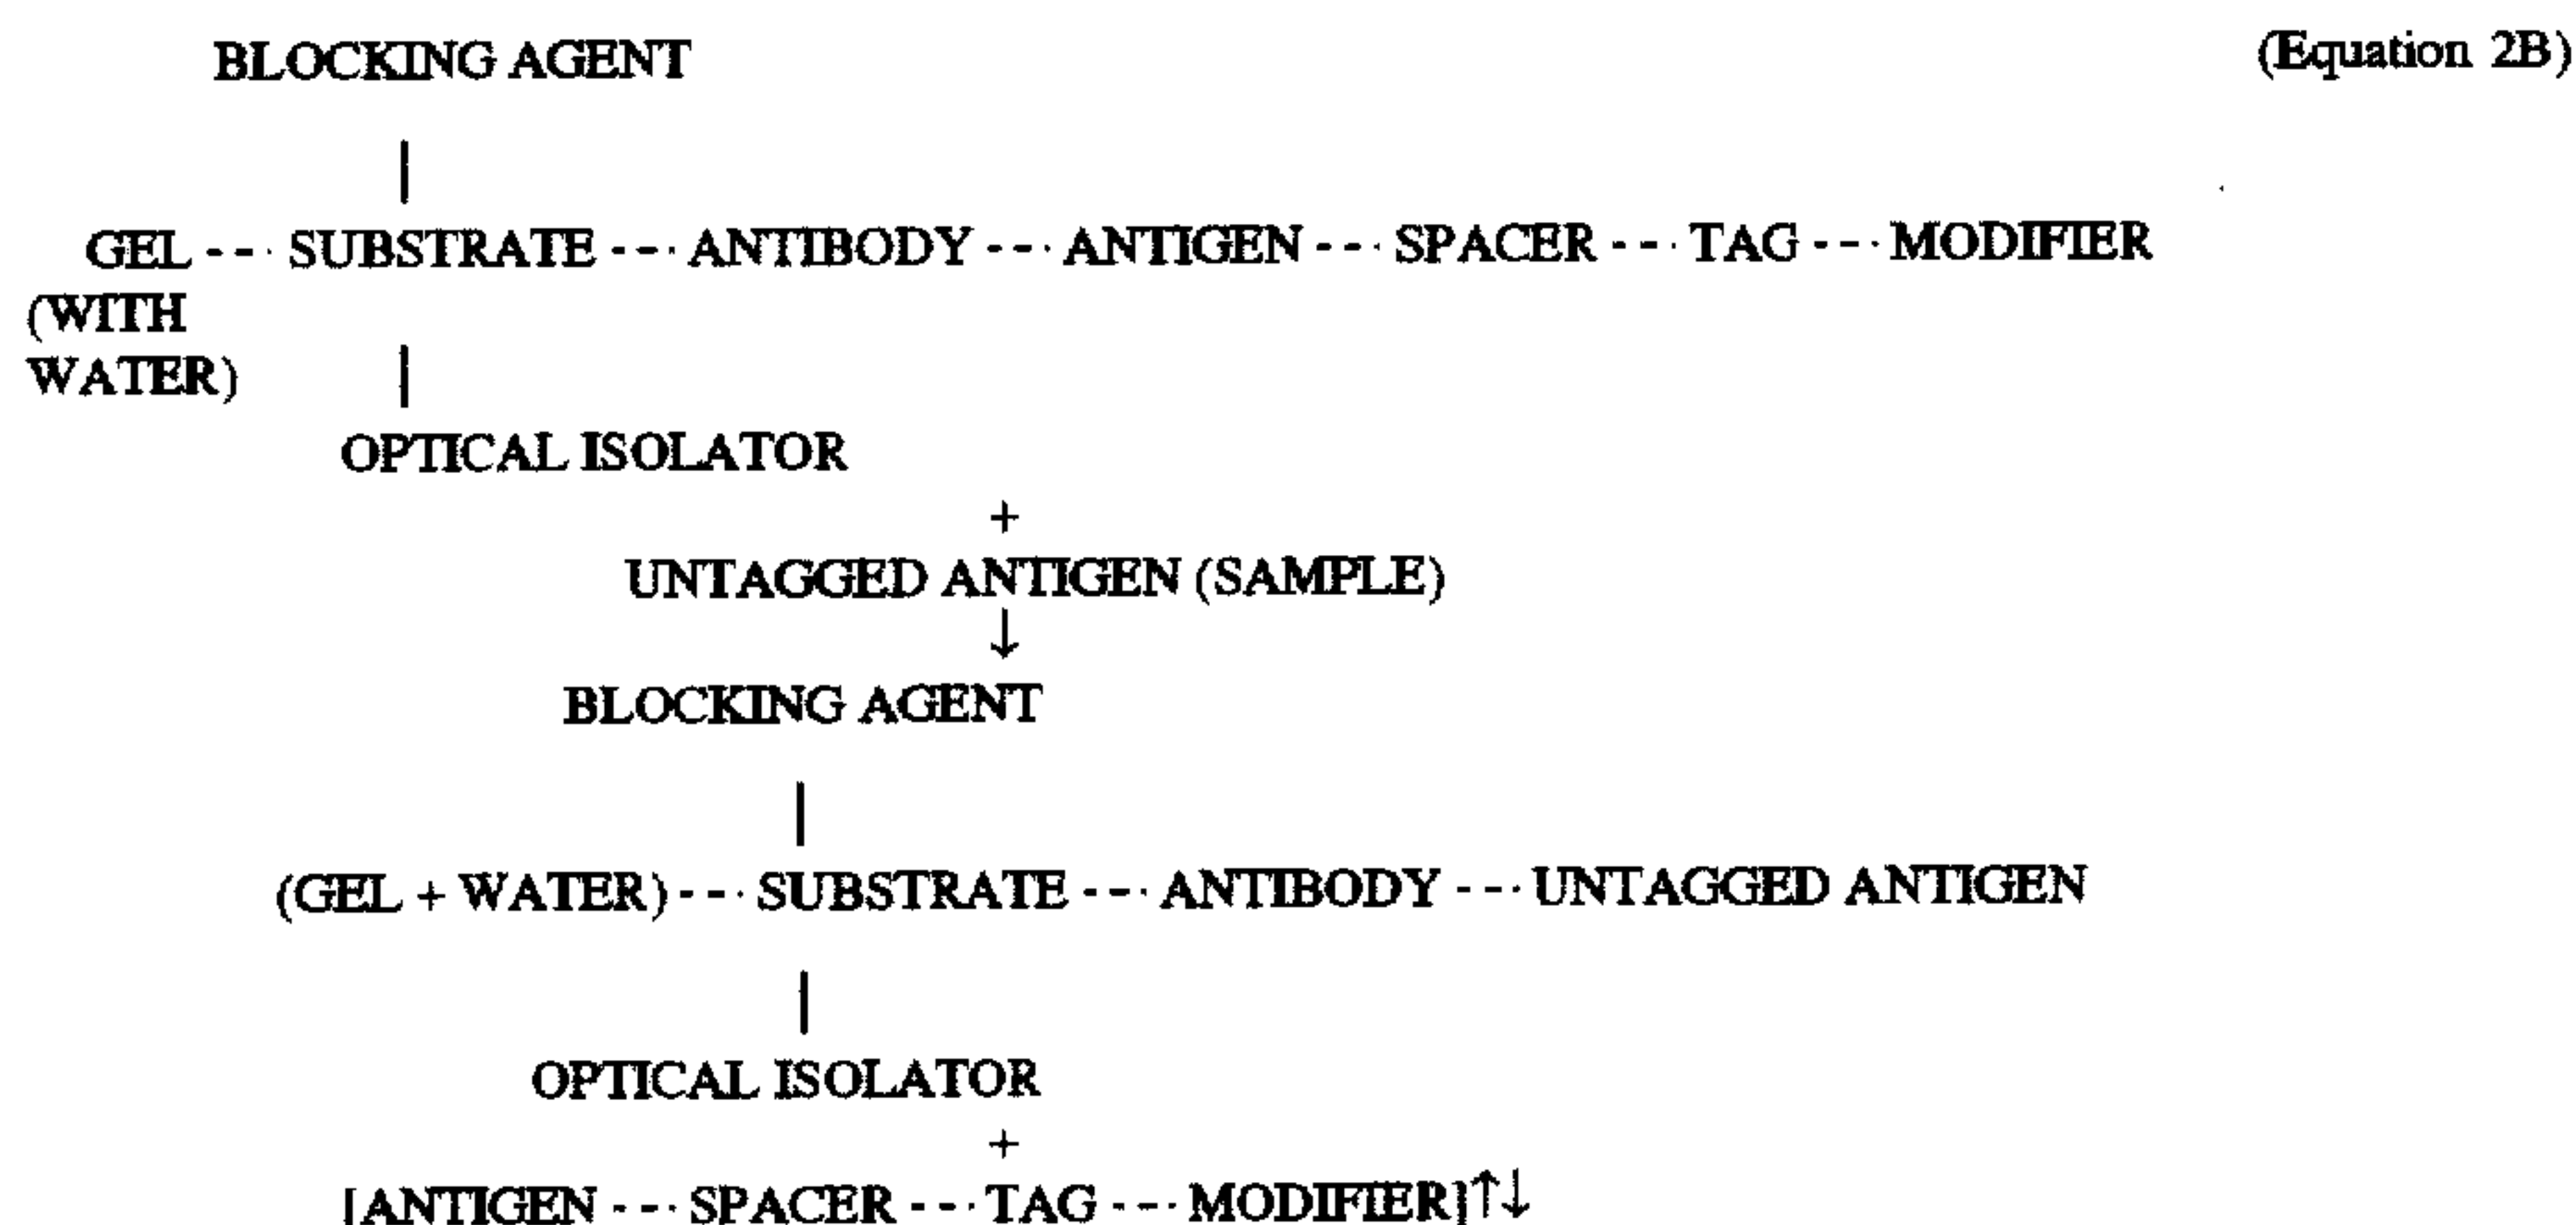 BLOCKING AGENT (Equation 2B)
|
GEL --- SUBSTRATE --- ANTIBODY --- ANTIGEN --- SPACER --- TAG --- MODIFIER
(WITH
WATER) |
OPTICAL ISOLATOR
+
UNTAGGED ANTIGEN (SAMPLE)
↓
BLOCKING AGENT
|
(GEL + WATER) --- SUBSTRATE --- ANTIBODY --- UNTAGGED ANTIGEN
|
OPTICAL ISOLATOR
+
[ANTIGEN --- SPACER --- TAG --- MODIFIER]↑↓